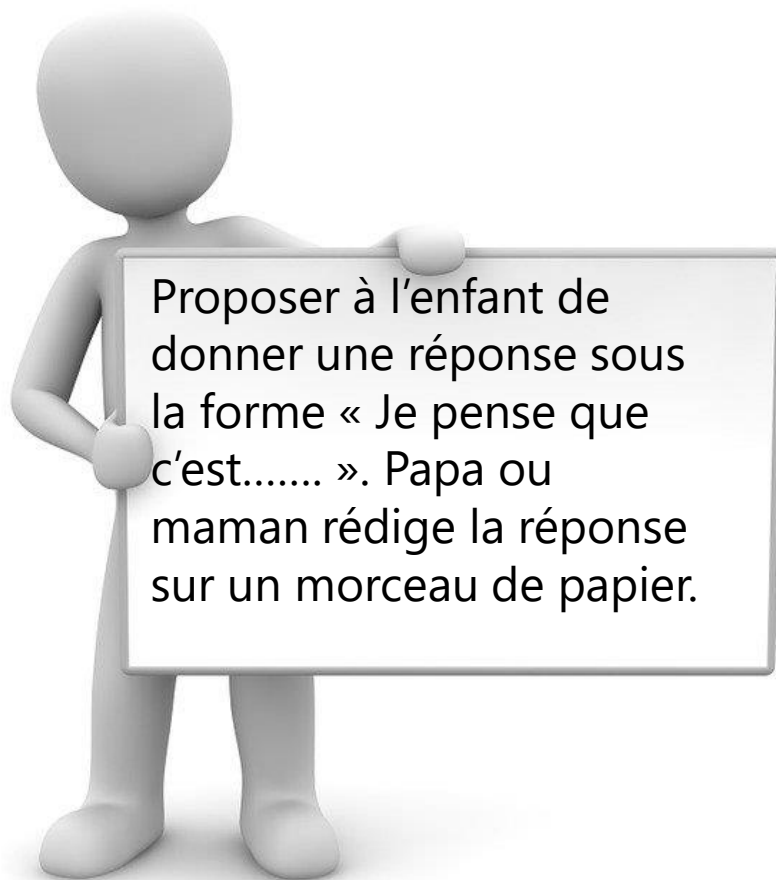 Proposer à l’enfant de
donner une réponse sous
la forme « Je pense que
c’est....... ». Papa ou
maman rédige la réponse
sur un morceau de papier.